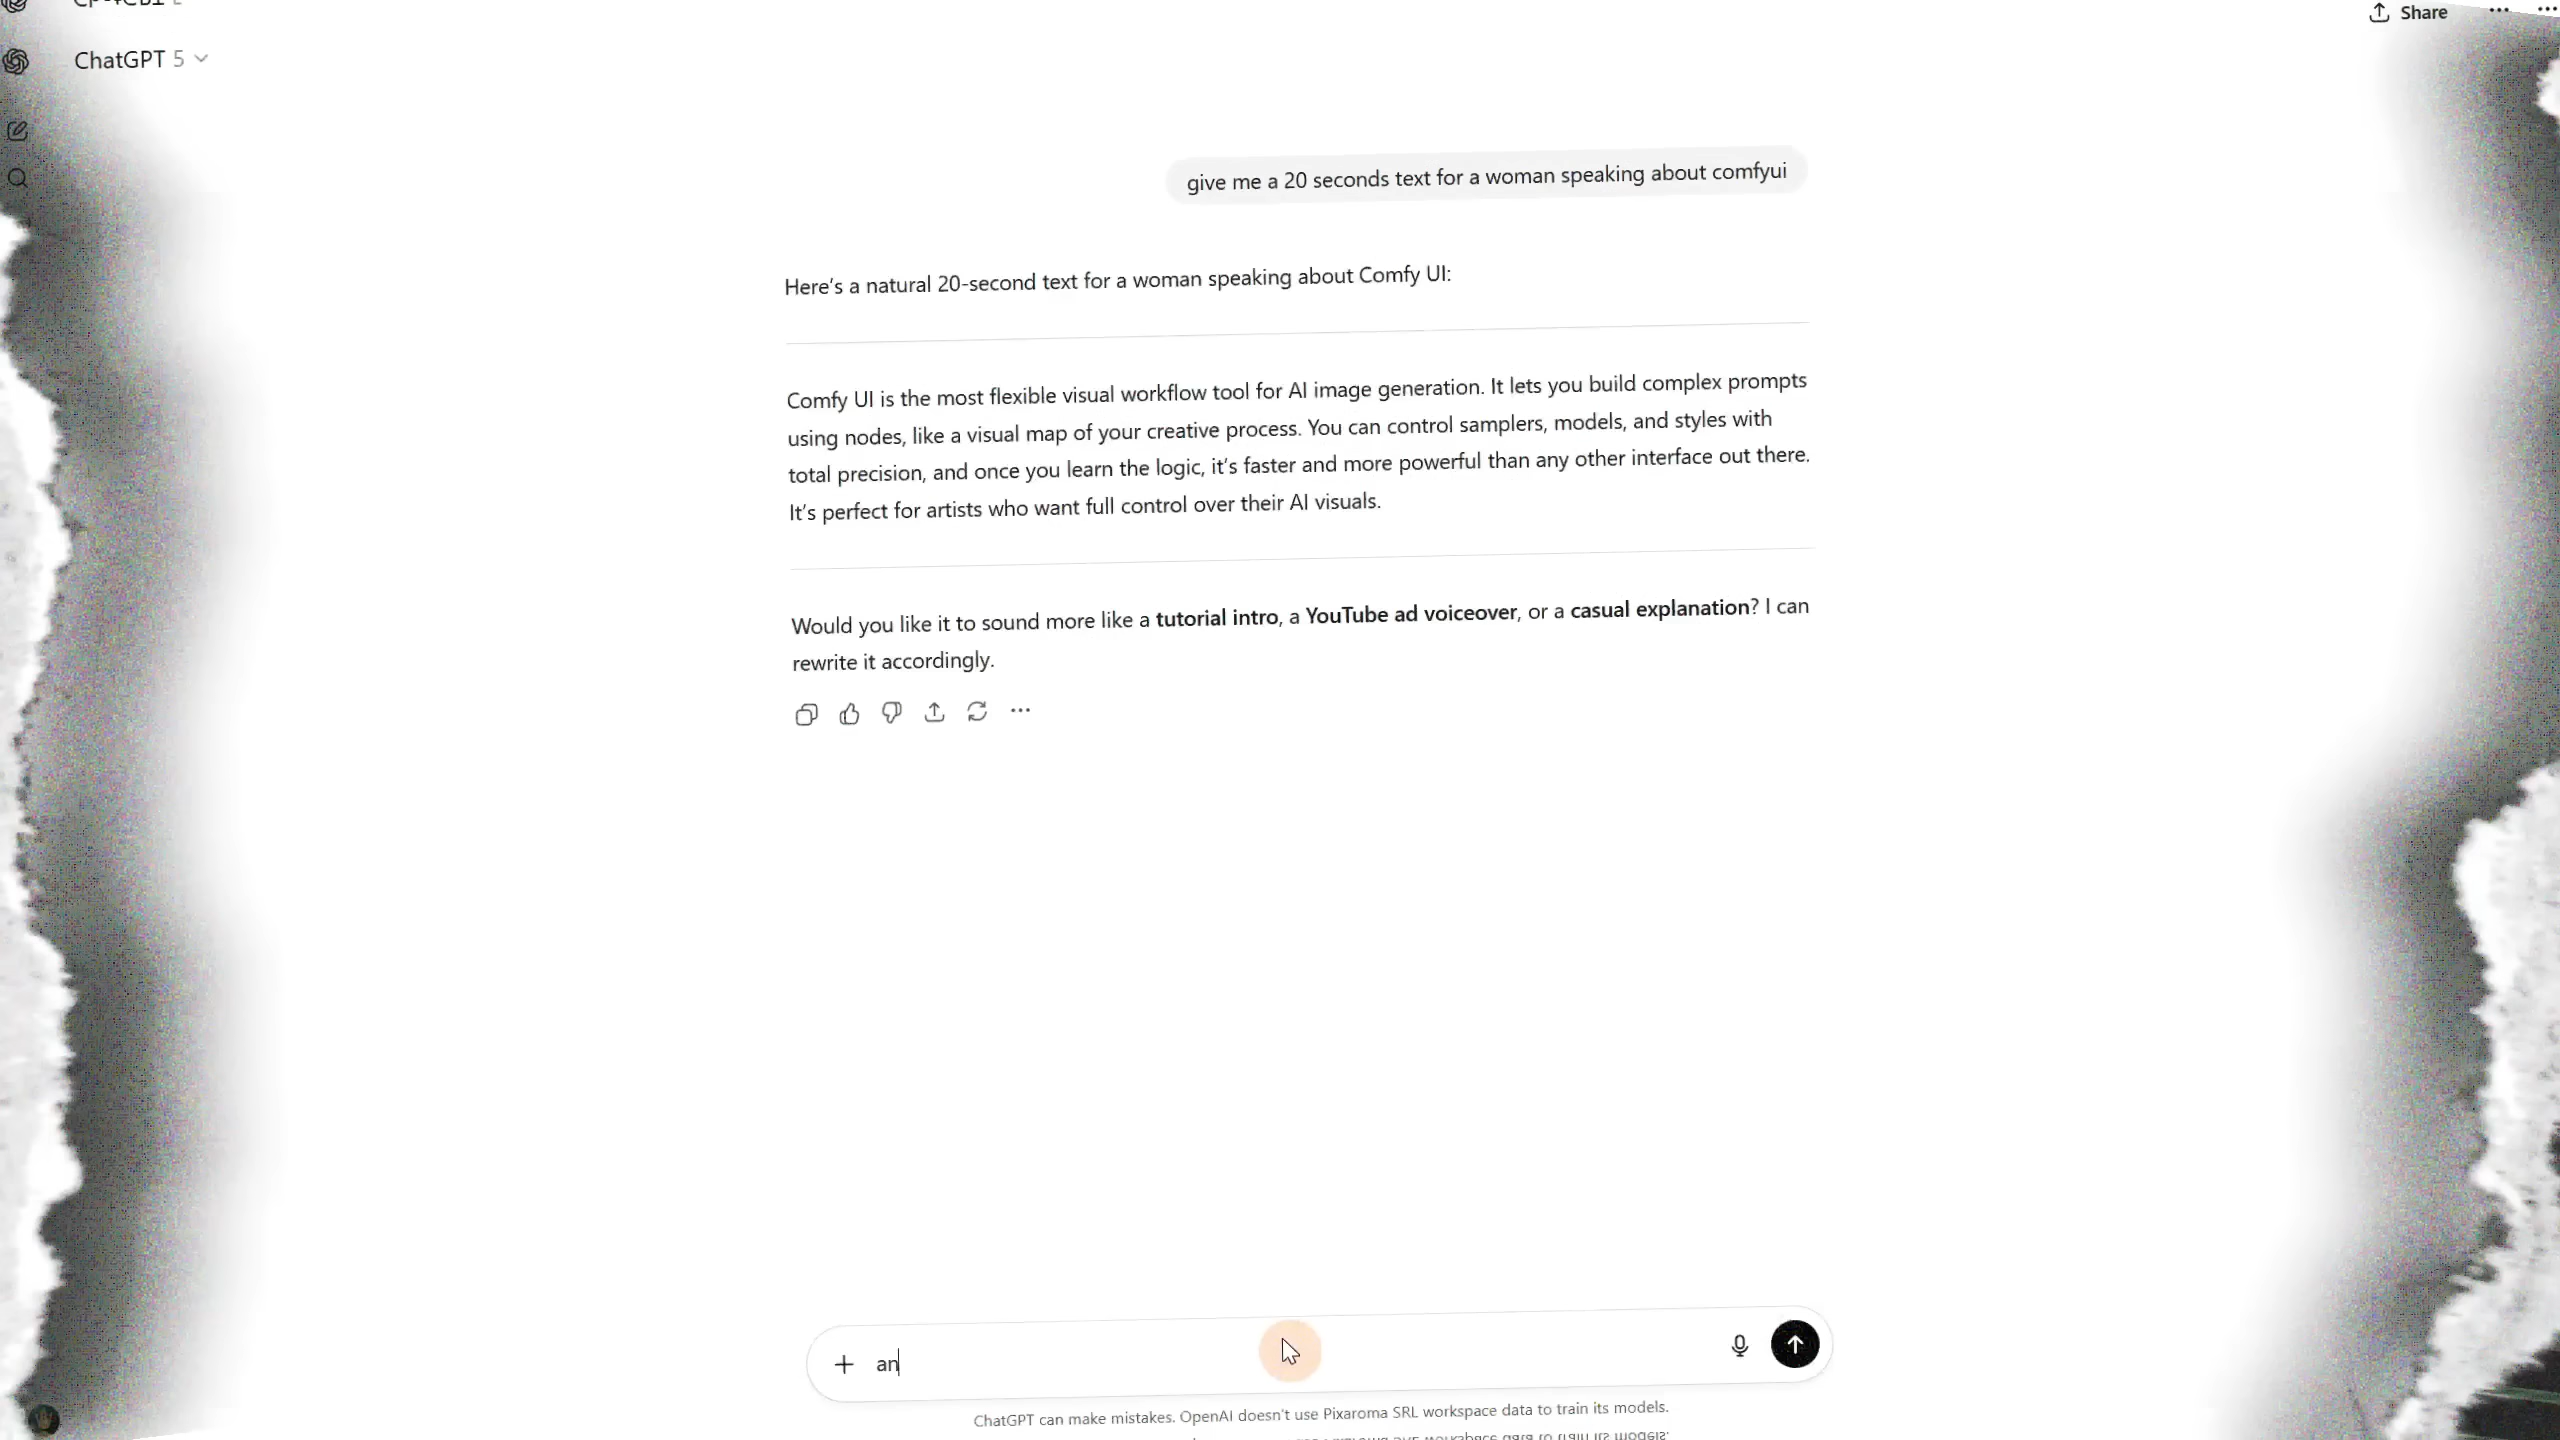 Share
ChatGPT 5
give me a 20 seconds text for a woman speaking about comfyui
Here's a natural 20-second text for a woman speaking about Comfy UI:
Comfy UI is the most flexible visual workflow tool for AI image generation. It lets you build complex prompts
using nodes, like a visual map of your creative process. You can control samplers, models, and styles with
total precision, and once you learn the logic, it's faster and more powerful than any other interface out there.
It's perfect for artists who want full control over their AI visuals.
Would you like it to sound more like a tutorial intro, a YouTube ad voiceover, or a casual explanation? I can
rewrite it accordingly.
an
ChatGPT can make mistakes. OpenAI doesn't use Pixaroma SRL workspace data to train its models.